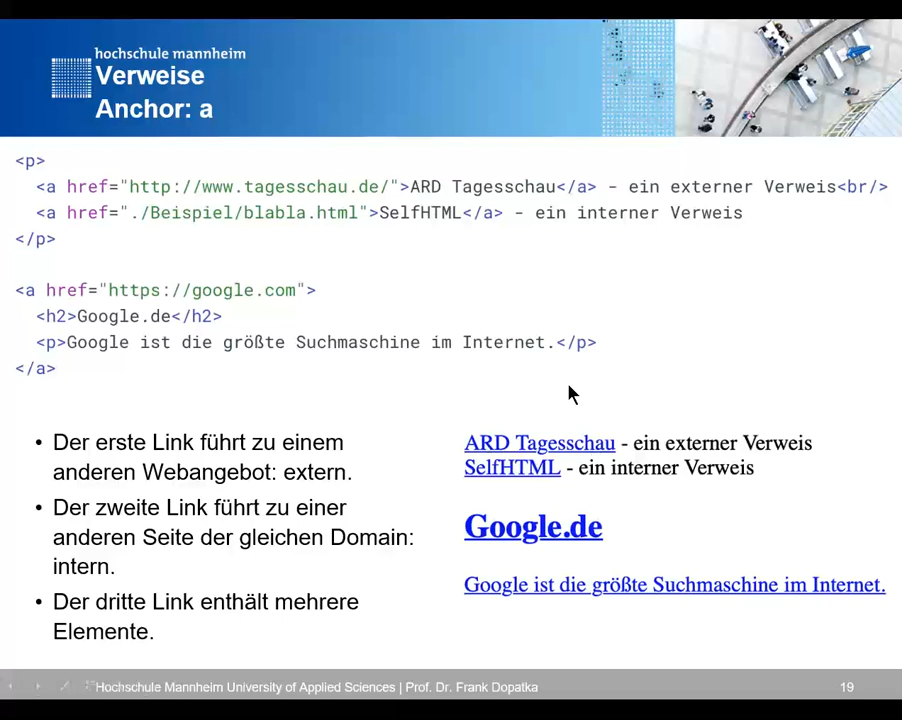 hochschule mannheim
Verweise
Anchor: a
<p>
<a href="http://www.tagesschau.de/">ARD Tagesschau</a> - ein externer Verweis<br/>
<a href="./Beispiel/blabla.html">SelfHTML</a> - ein interner Verweis
</p>
<a href="https://google.com">
<h2>Google.de</h2>
<p>Google ist die größte Suchmaschine im Internet.</p>
</a>
• Der erste Link führt zu einem
anderen Webangebot: extern.
• Der zweite Link führt zu einer
anderen Seite der gleichen Domain:
intern.
• Der dritte Link enthält mehrere
Elemente.
ARD Tagesschau - ein externer Verweis
SelfHTML - ein interner Verweis
Google.de
Google ist die größte Suchmaschine im Internet.
Hochschule Mannheim University of Applied Sciences | Prof. Dr. Frank Dopatka
19